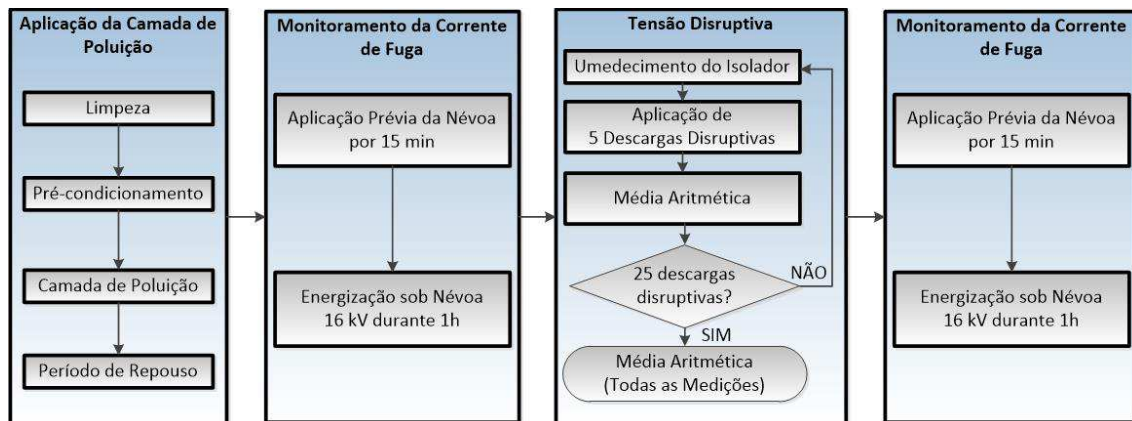 Aplicação da Camada de
Poluição
Limpeza
Pré-condicionamento
Camada de Poluição
Período de Repouso
Monitoramento da Corrente
de Fuga
Aplicação Prévia da Névoa
por 15 min
Energização sob Névoa
16 kV durante 1h
Tensão Disruptiva
Umedecimento do Isolador
Aplicação de
5 Descargas Disruptivas
Média Aritmética
25 descargas
disruptivas?
NÃO
SIM
Média Aritmética
(Todas as Medições)
Monitoramento da Corrente
de Fuga
Aplicação Prévia da Névoa
por 15 min
Energização sob Névoa
16 kV durante 1h